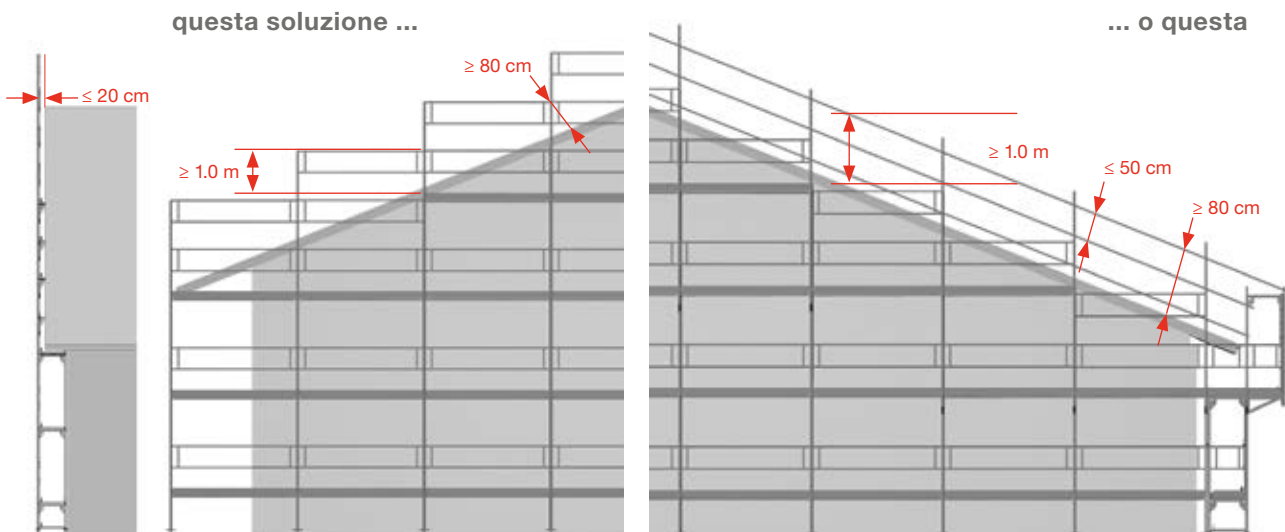 questa soluzione ...
... o questa
≤ 20 cm
≥ 80 cm
≥ 1.0 m
≥ 1.0 m
≤ 50 cm
≥ 80 cm